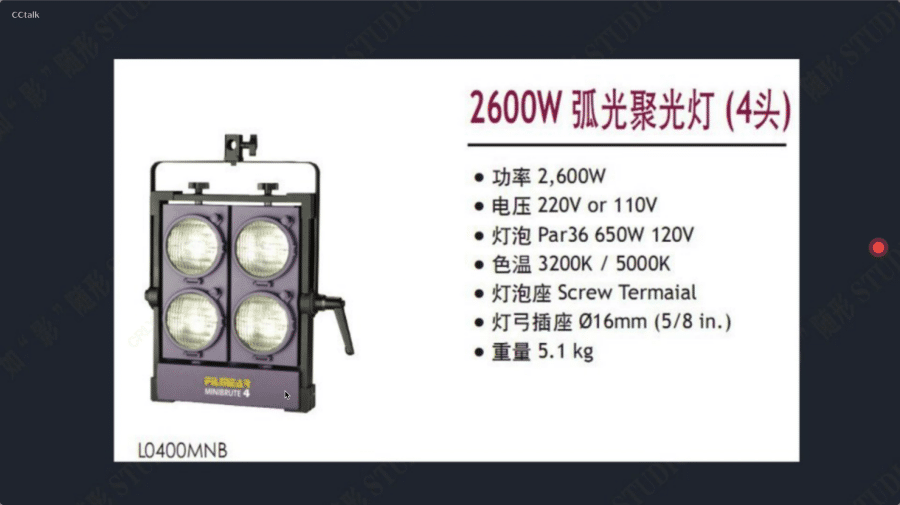 CCtalk
2600W 弧光聚光灯 (4头)
● 功率 2,600W
● 电压 220V or 110V
● 灯泡 Par36 650W 120V
● 色温 3200K / 5000K
● 灯泡座 Screw Termaial
● 灯弓插座 Ø16mm (5/8 in.)
● 重量 5.1 kg
FILMGEAR
MINIBRUTE 4
L0400MNB